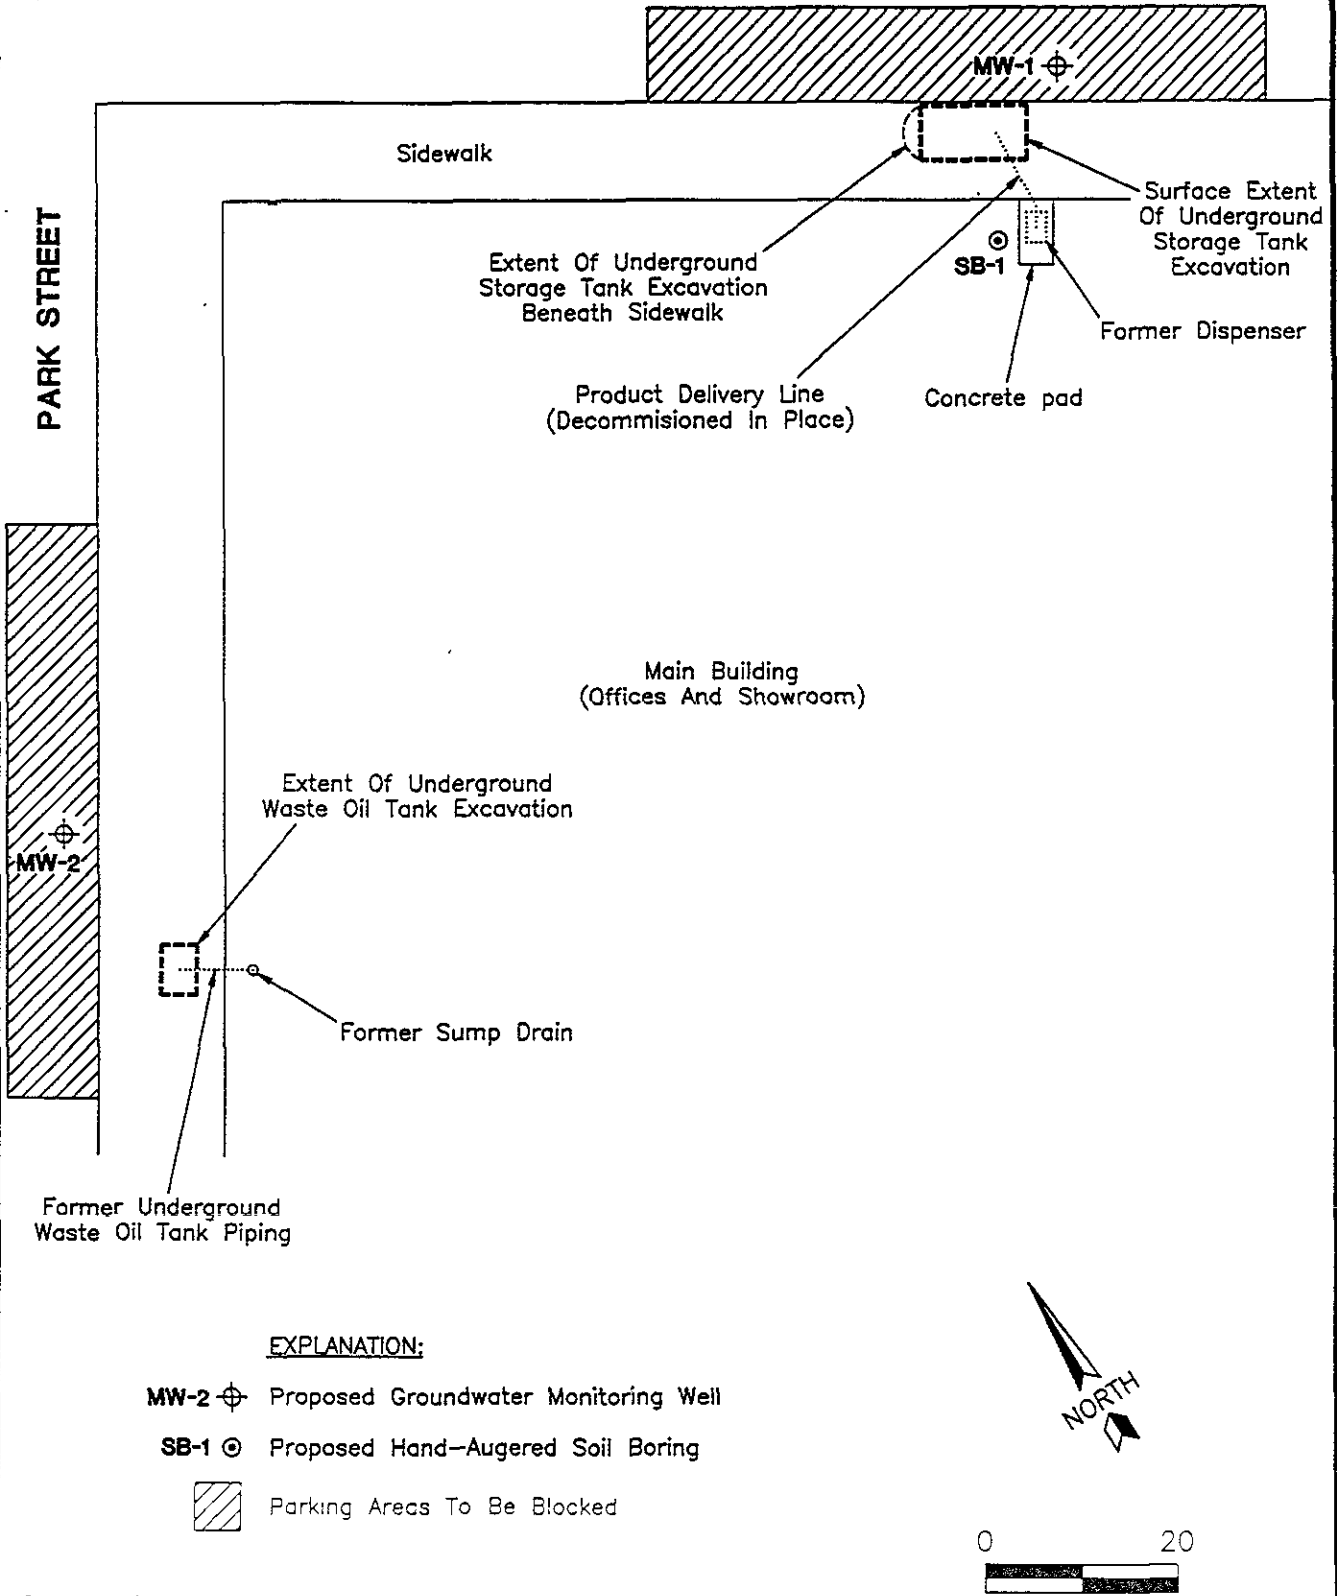 MW-1
Sidewalk
PARK STREET
Surface Extent
Of Underground
Storage Tank
Excavation
Extent Of Underground
Storage Tank Excavation
Beneath Sidewalk
SB-1
Former Dispenser
Product Delivery Line
(Decommisioned In Place)
Concrete pad
Main Building
(Offices And Showroom)
Extent Of Underground
Waste Oil Tank Excavation
MW-2
Former Sump Drain
Former Underground
Waste Oil Tank Piping
EXPLANATION:
MW-2 Proposed Groundwater Monitoring Well
SB-1 Proposed Hand-Augered Soil Boring
Parking Areas To Be Blocked
NORTH
0 20